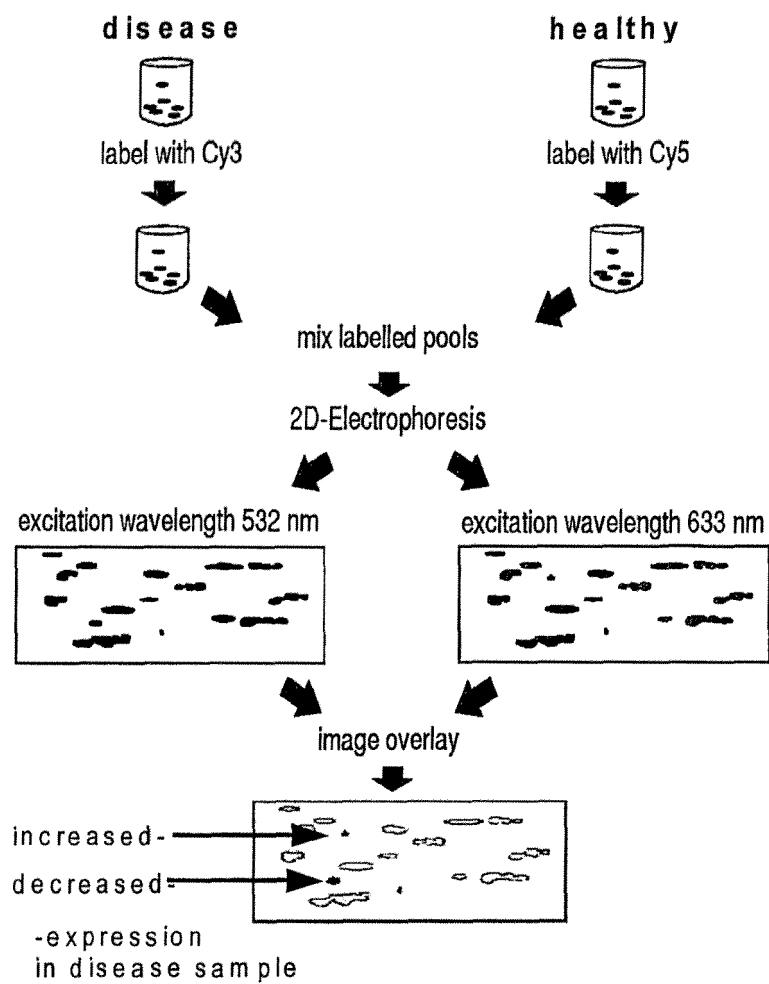 disease
healthy
label with Cy3
label with Cy5
mix labelled pools
2D-Electrophoresis
excitation wavelength 532 nm
excitation wavelength 633 nm
image overlay
increased-
decreased-
-expression
in disease sample